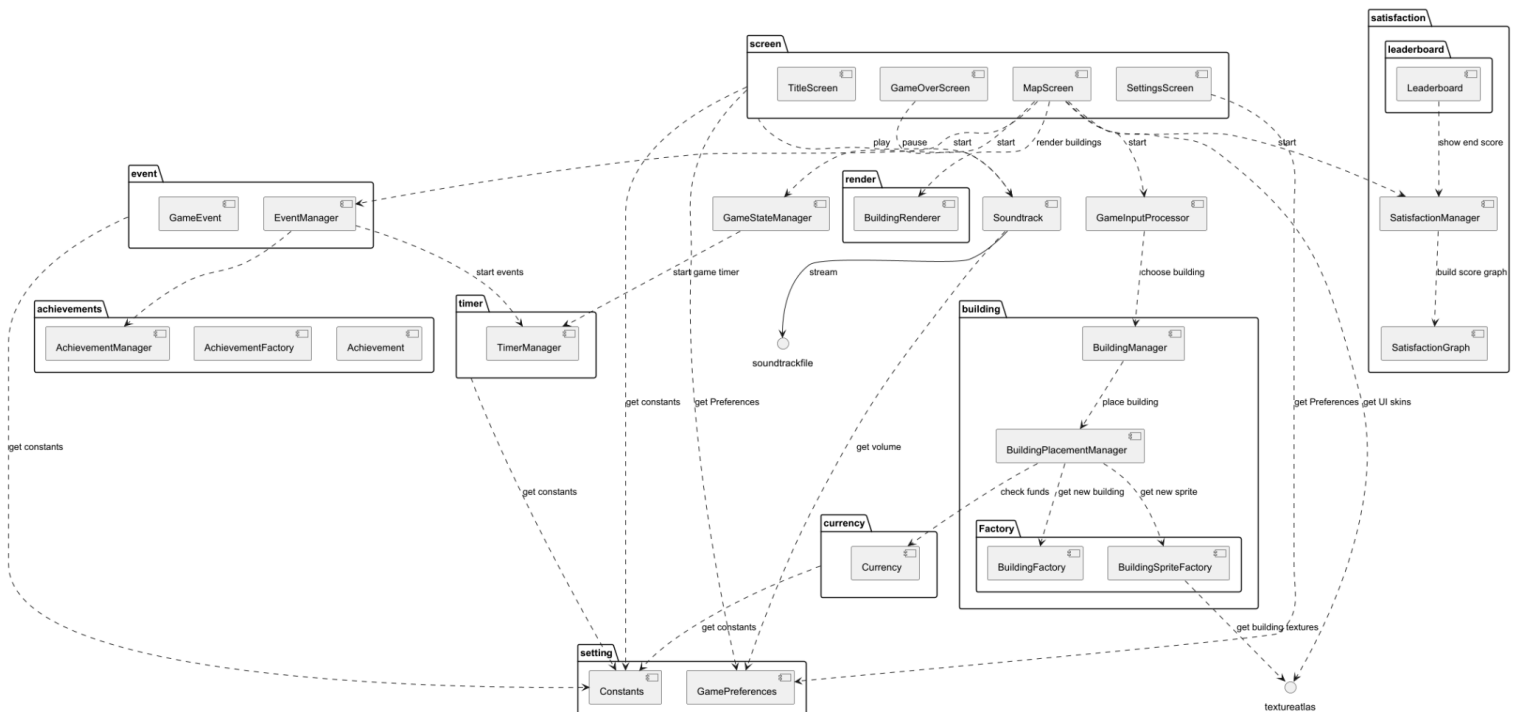 satisfaction
screen
leaderboard
TitleScreen
GameOverScreen
MapScreen
SettingsScreen
Leaderboard
play
pause
start
start
render buildings
start
start
show end score
event
render
GameEvent
EventManager
GameStateManager
BuildingRenderer
Soundtrack
GameInputProcessor
SatisfactionManager
start events
start game timer
stream
choose building
build score graph
achievements
timer
building
AchievementManager
AchievementFactory
Achievement
TimerManager
soundtrackfile
BuildingManager
SatisfactionGraph
get constants
get Preferences
place building
get Preferences
get UI skins
get constants
get volume
BuildingPlacementManager
get constants
check funds
get new building
get new sprite
currency
Factory
Currency
BuildingFactory
BuildingSpriteFactory
get constants
get building textures
setting
Constants
GamePreferences
textureatlas